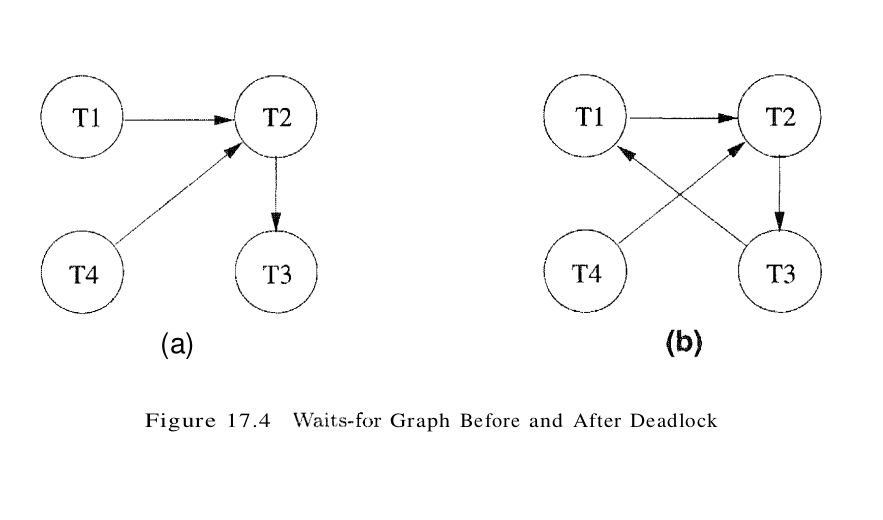 T1 T2 T1 T2
T4 T3 T4 T3
(a) (b)
Figure 17.4 Waits-for Graph Before and After Deadlock